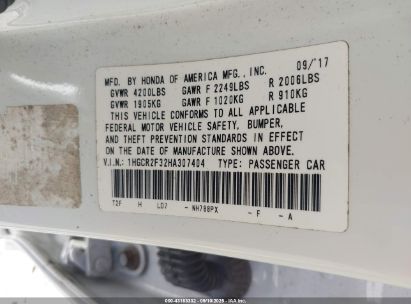 09/'17
MFD. BY HONDA OF AMERICA MFG., INC.
GVWR 4200LBS GAWR F 2249LBS R 2006LBS
GVWR 1905KG GAWR F 1020KG R 910KG
THIS VEHICLE CONFORMS TO ALL APPLICABLE
FEDERAL MOTOR VEHICLE SAFETY, BUMPER,
AND THEFT PREVENTION STANDARDS IN EFFECT
ON THE DATE OF MANUFACTURE SHOWN ABOVE.
V.I.N.: 1HGCR2F32HA307404 TYPE: PASSENGER CAR
T2F H LD7 - NH788PX - F - A